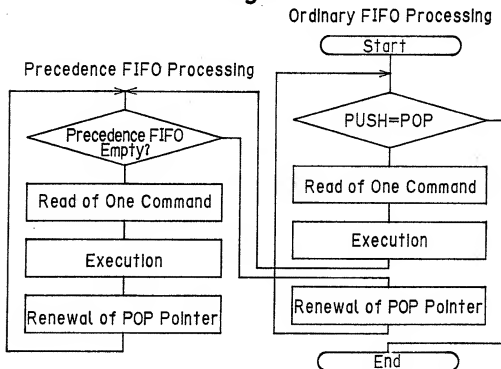 Ordinary FIFO Processing
Start
PUSH=POP
Read of One Command
Execution
Renewal of POP Pointer
End
Precedence FIFO Processing
Precedence FIFO
Empty?
Read of One Command
Execution
Renewal of POP Pointer